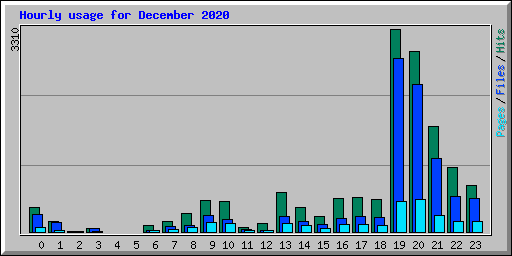 Hourly usage for December 2020
3310
Pages/Files/Hits
0 1 2 3 4 5 6 7 8 9 10 11 12 13 14 15 16 17 18 19 20 21 22 23